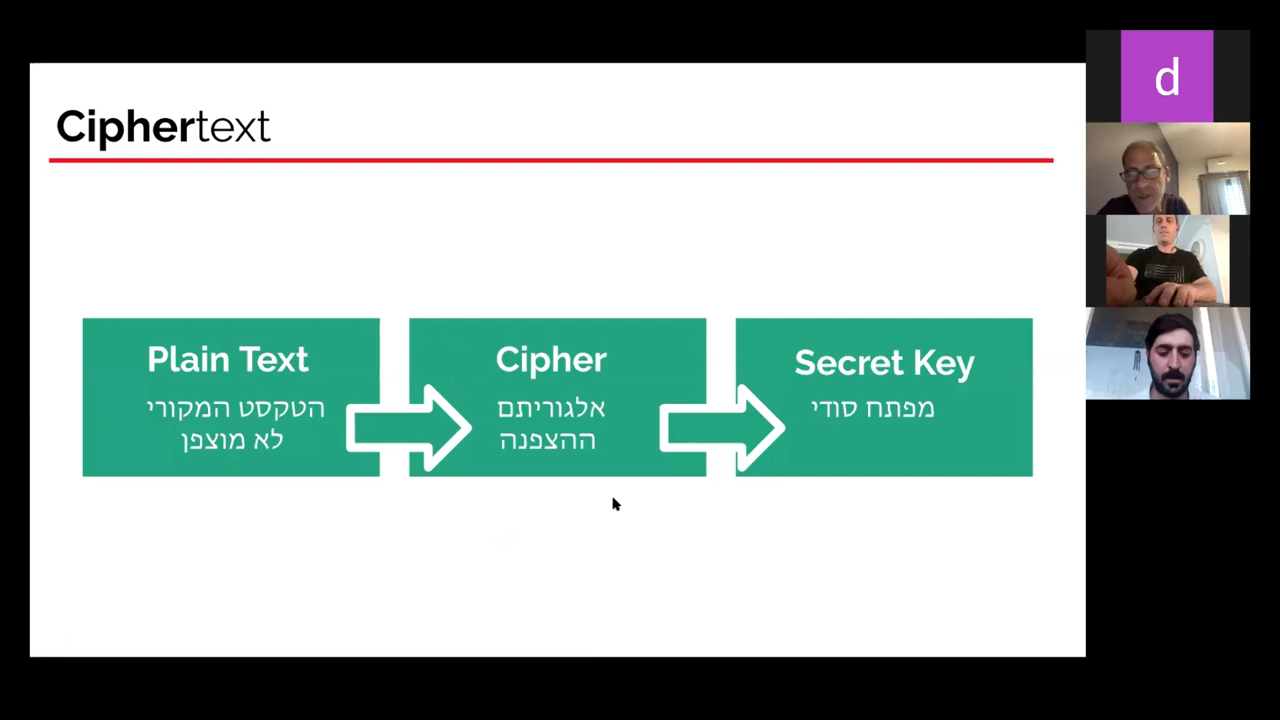 Ciphertext
Plain Text
הטקסט המקורי
לא מוצפן
Cipher
אלגוריתם
ההצפנה
Secret Key
מפתח סודי
d